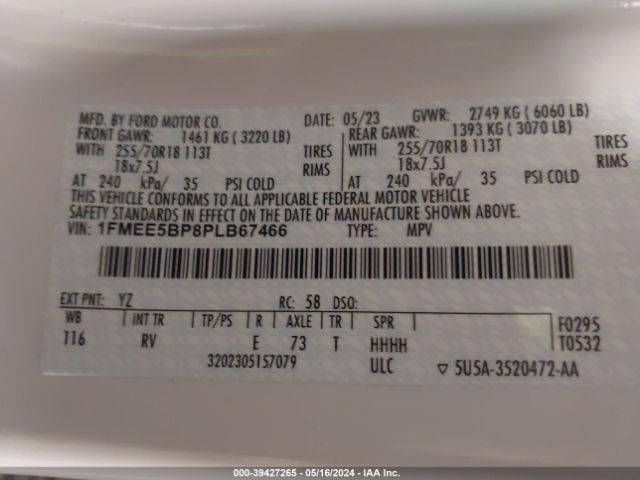 MFD. BY FORD MOTOR CO. DATE: 05/23 GVWR: 2749 KG (6060 LB)
FRONT GAWR: 1461 KG (3220 LB) REAR GAWR: 1393 KG (3070 LB)
WITH 255/70R18 113T TIRES WITH 255/70R18 113T TIRES
18x7.5J RIMS 18x7.5J RIMS
AT 240 kPa/ 35 PSI COLD AT 240 kPa/ 35 PSI COLD
THIS VEHICLE CONFORMS TO ALL APPLICABLE FEDERAL MOTOR VEHICLE
SAFETY STANDARDS IN EFFECT ON THE DATE OF MANUFACTURE SHOWN ABOVE.
VIN: 1FMEE5BP8PLB67466 TYPE: MPV
EXT PNT: YZ RC: 58 DSO:
WB INT TR TP/PS R AXLE TR SPR F0295
116 RV E 73 T HHHH T0532
3202305157079 ULC ▽ 5U5A-3520472-AA
000-39427265 - 05/16/2024 - IAA Inc.